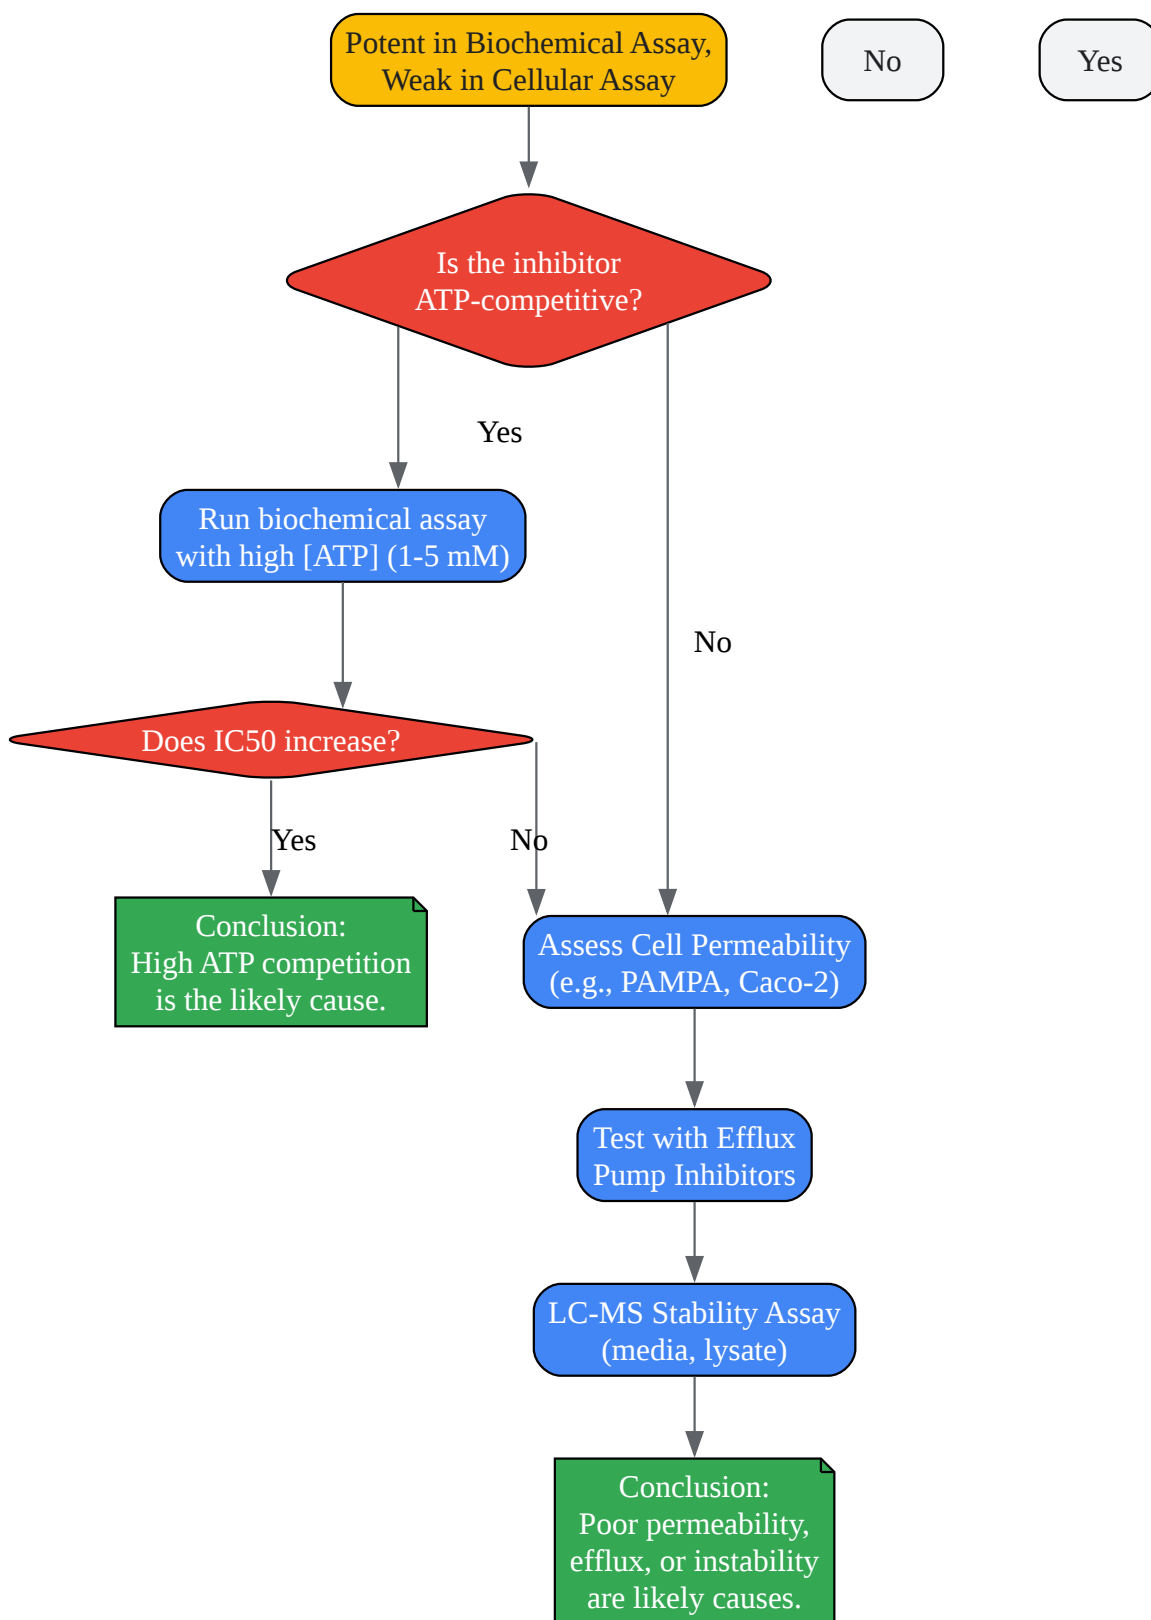 Potent in Biochemical Assay,
Weak in Cellular Assay
No
Yes
Is the inhibitor
ATP-competitive?
Yes
Run biochemical assay
with high [ATP] (1-5 mM)
No
Does IC50 increase?
Yes
No
Conclusion:
High ATP competition
is the likely cause.
Assess Cell Permeability
(e.g., PAMPA, Caco-2)
Test with Efflux
Pump Inhibitors
LC-MS Stability Assay
(media, lysate)
Conclusion:
Poor permeability,
efflux, or instability
are likely causes.